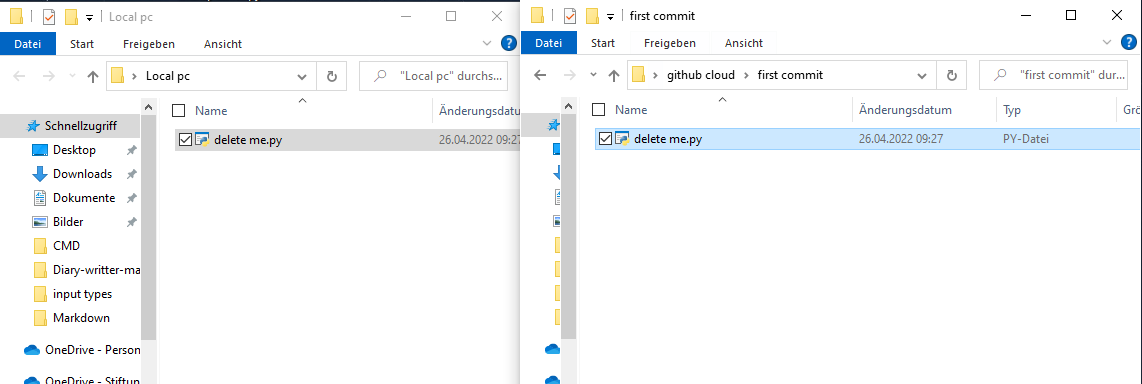 Local pc
Datei Start Freigeben Ansicht
Local pc
"Local pc" durchs...
Name Änderungsdatum
Schnellzugriff
delete me.py 26.04.2022 09:27
Desktop
Downloads
Dokumente
Bilder
CMD
Diary-writter-ma
input types
Markdown
OneDrive - Person
OneDrive - Stiftun
first commit
Datei Start Freigeben Ansicht
github cloud first commit
"first commit" dur...
Name Änderungsdatum Typ Grö
delete me.py 26.04.2022 09:27 PY-Datei